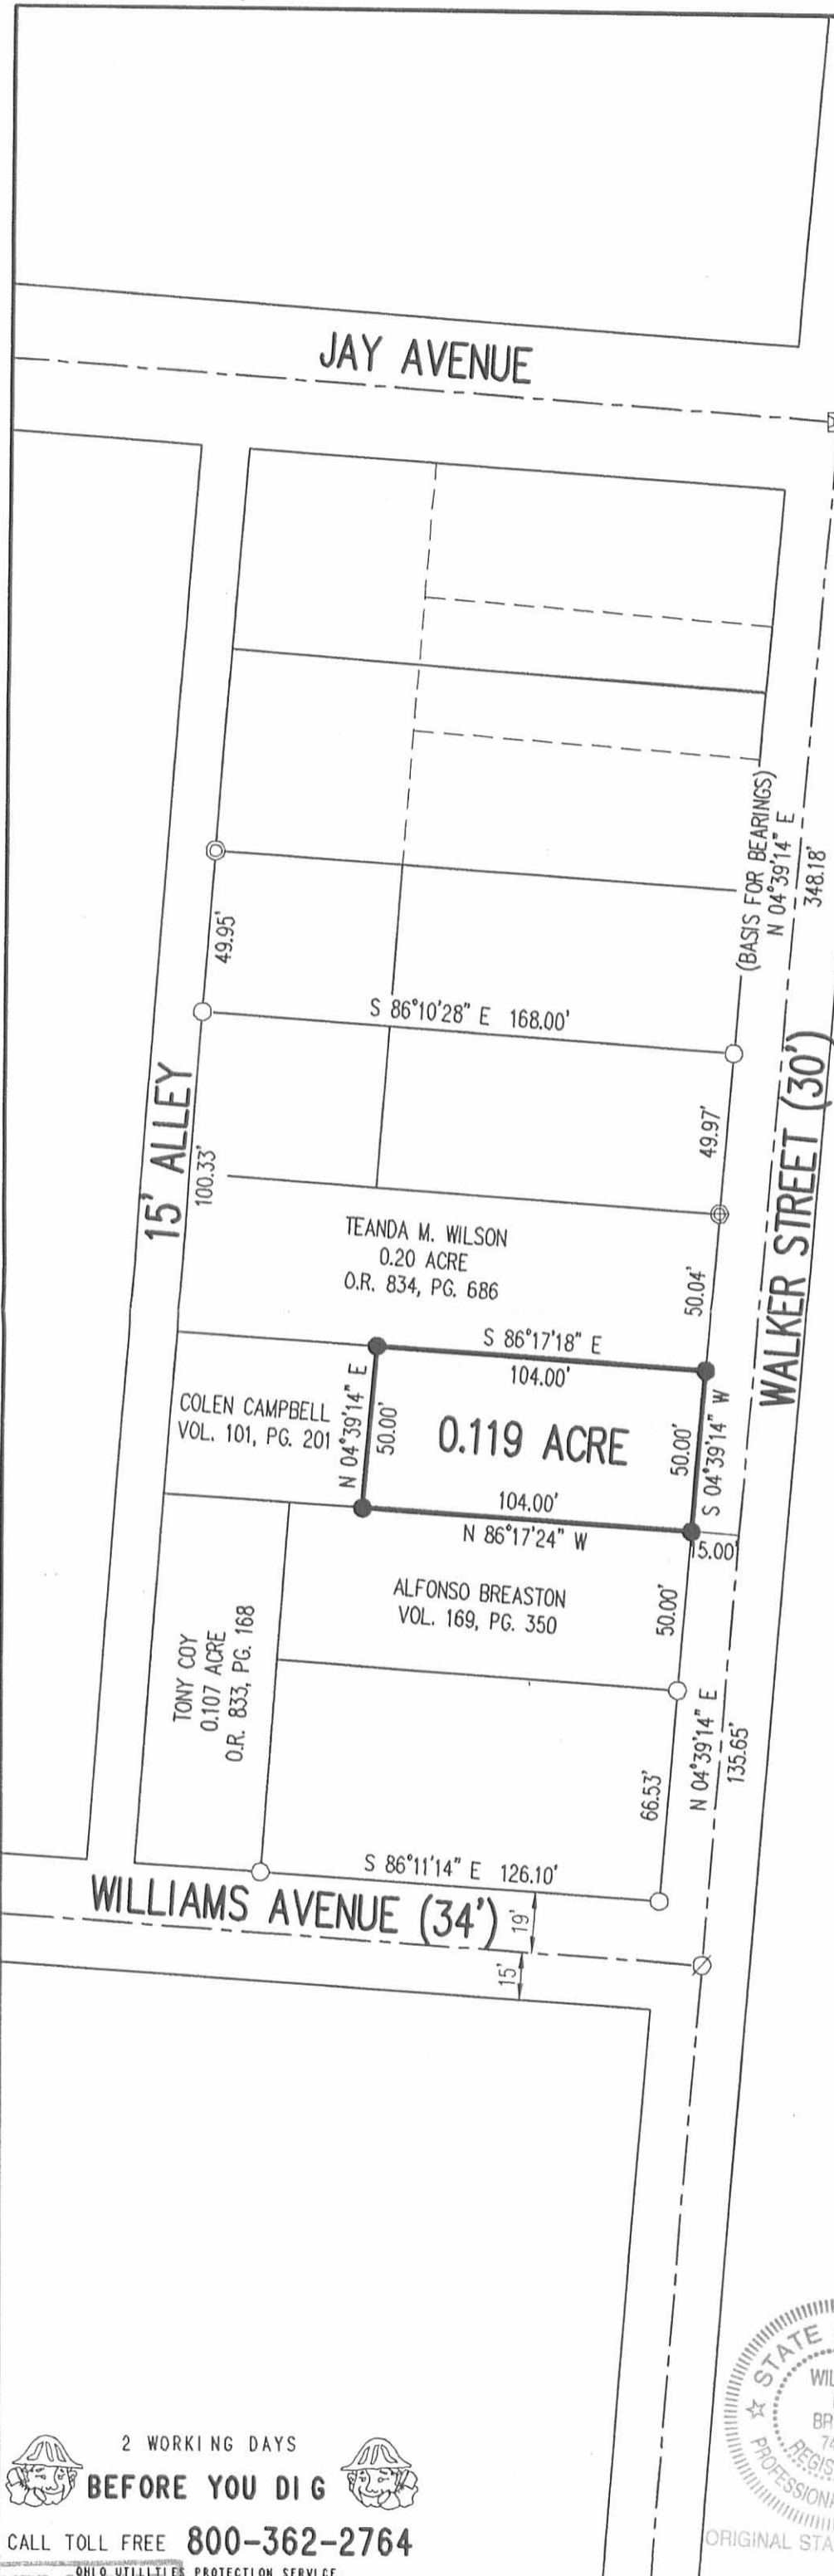 JAY AVENUE
(BASIS FOR BEARINGS)
N 04°39'14" E
348.18'
49.95'
S 86°10'28" E 168.00'
15' ALLEY
100.33'
49.97'
WALKER STREET (30')
TEANDA M. WILSON
0.20 ACRE
O.R. 834, PG. 686
50.04'
S 86°17'18" E
104.00'
COLEN CAMPBELL
VOL. 101, PG. 201
N 04°39'14" E
50.00'
0.119 ACRE
50.00'
S 04°39'14" W
104.00'
N 86°17'24" W
15.00'
ALFONSO BREASTON
VOL. 169, PG. 350
50.00'
TONY COY
0.107 ACRE
O.R. 833, PG. 168
N 04°39'14" E
135.65'
66.53'
S 86°11'14" E 126.10'
WILLIAMS AVENUE (34')
19'
15'
STATE
WIL
BR
74
REGIS
PROFESSIONA
ORIGINAL STA
2 WORKING DAYS
BEFORE YOU DIG
CALL TOLL FREE 800-362-2764
OHIO UTILITIES PROTECTION SERVICE